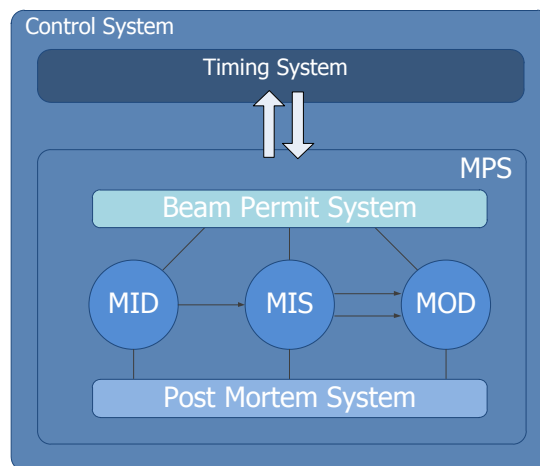 Control System
Timing System
MPS
Beam Permit System
MID
MIS
MOD
Post Mortem System